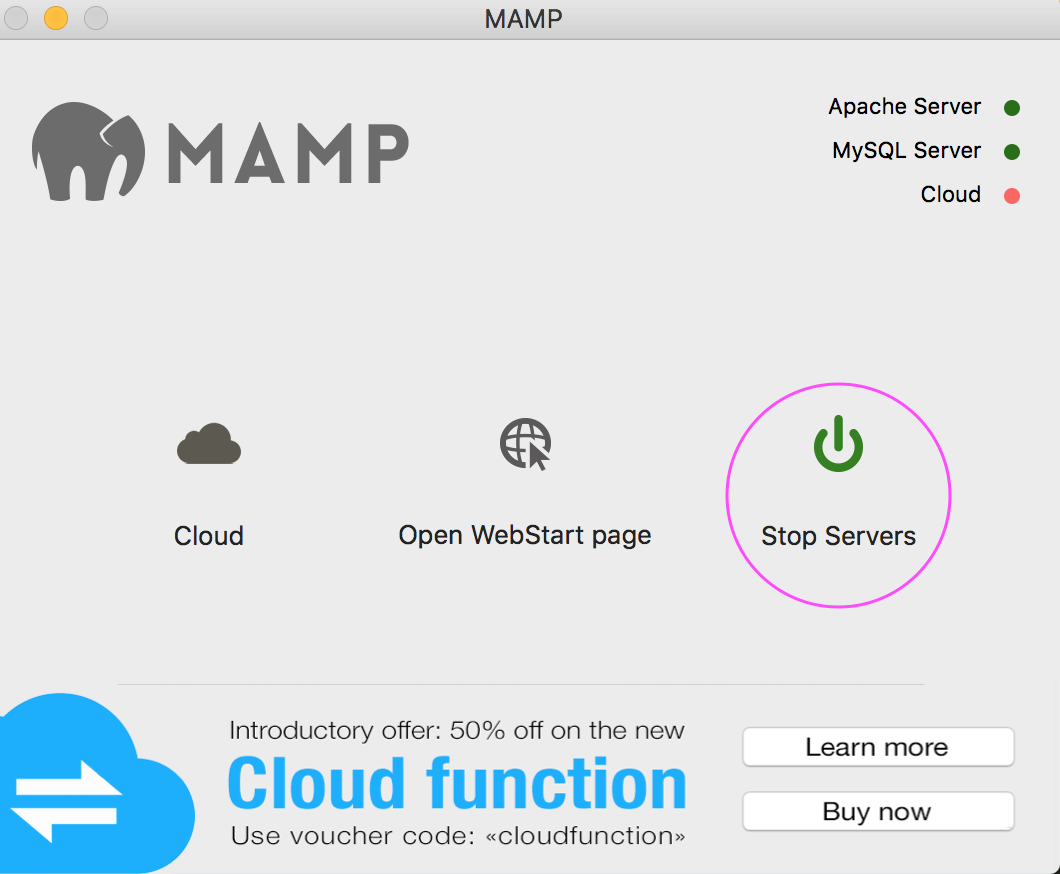 MAMP
MAMP
Apache Server
MySQL Server
Cloud
Cloud
Open WebStart page
Stop Servers
Introductory offer: 50% off on the new
Cloud function
Use voucher code: «cloudfunction»
Learn more
Buy now